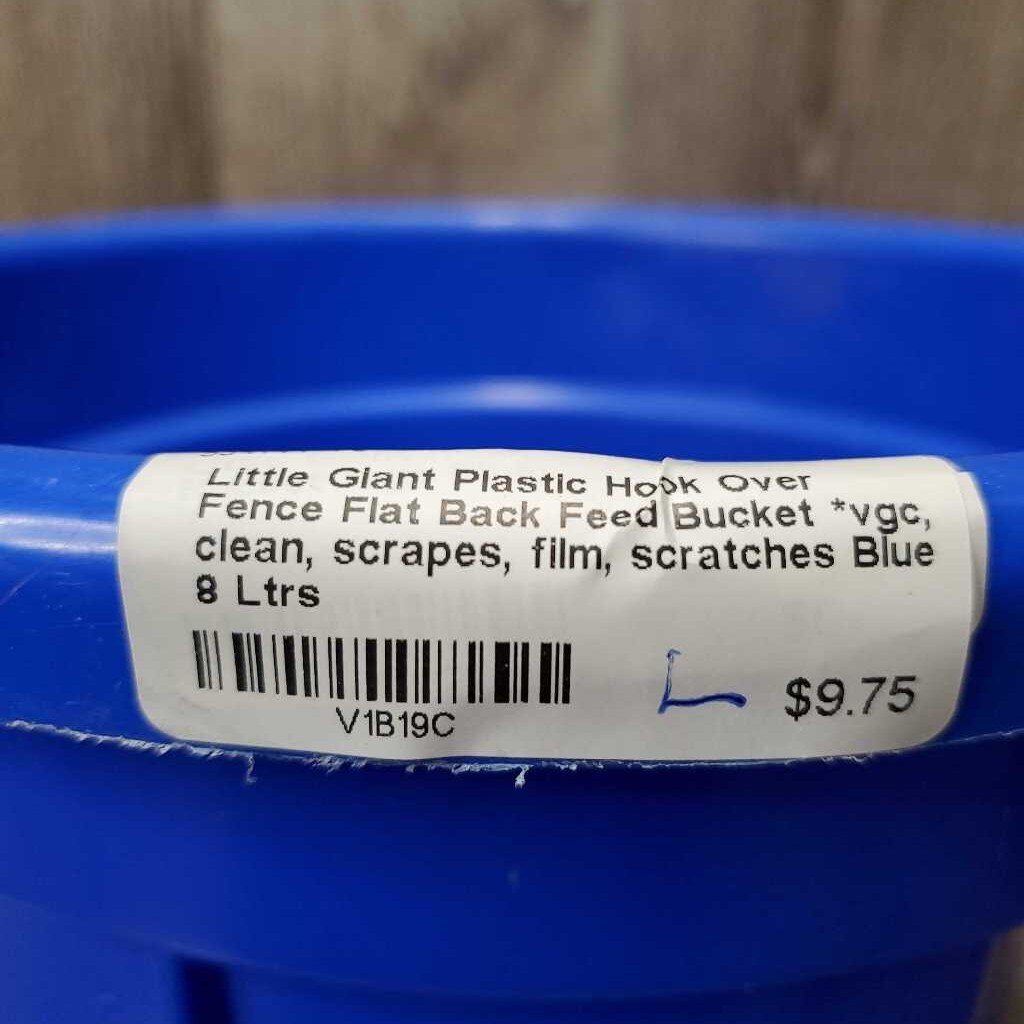 Little Giant Plastic Hook Over
Fence Flat Back Feed Bucket *vgc,
clean, scrapes, film, scratches Blue
8 Ltrs
V1B19C
L
$9.75